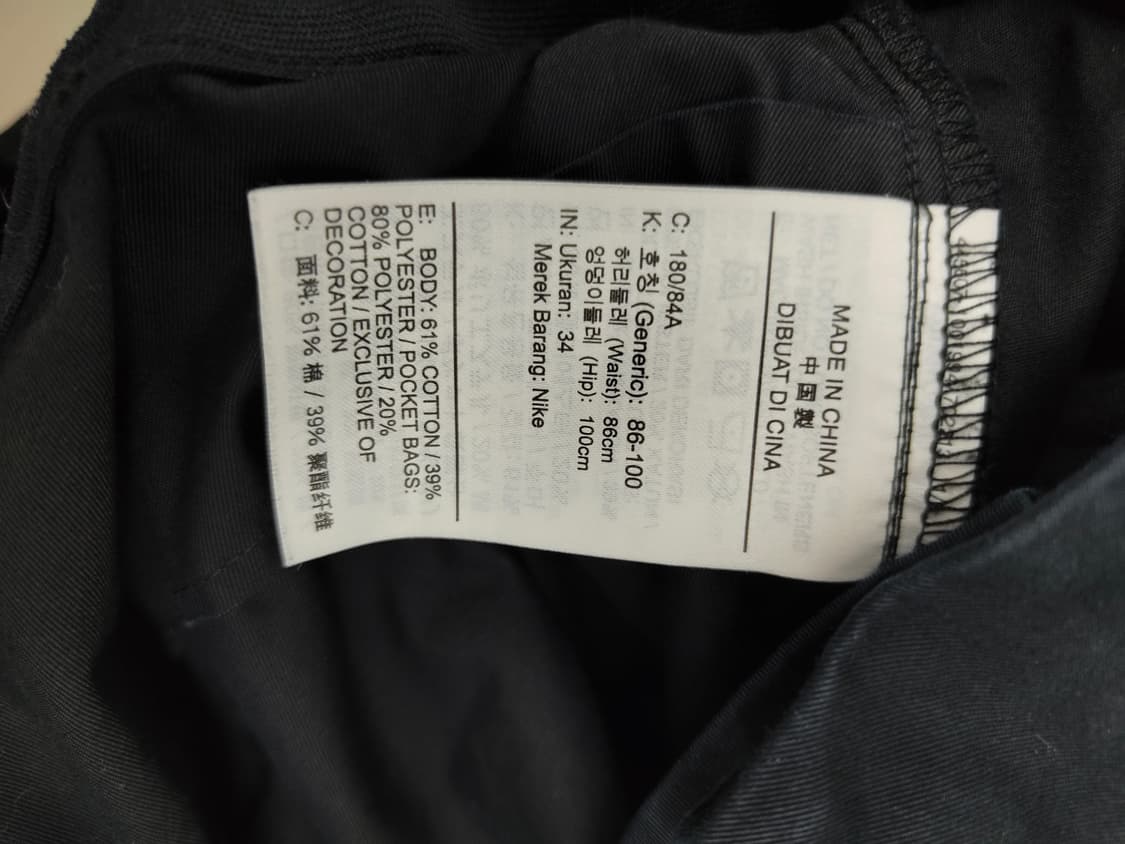 MADE IN CHINA
中國製
DIBUAT DI CINA
C: 180/84A
K: 호칭 (Generic): 86-100
허리둘레 (Waist): 86cm
엉덩이둘레 (Hip): 100cm
IN: Ukuran: 34
Merek Barang: Nike
E: BODY: 61% COTTON / 39%
POLYESTER / POCKET BAGS:
80% POLYESTER / 20%
COTTON / EXCLUSIVE OF
DECORATION
C: 面料: 61% 棉 / 39% 聚酯纤维